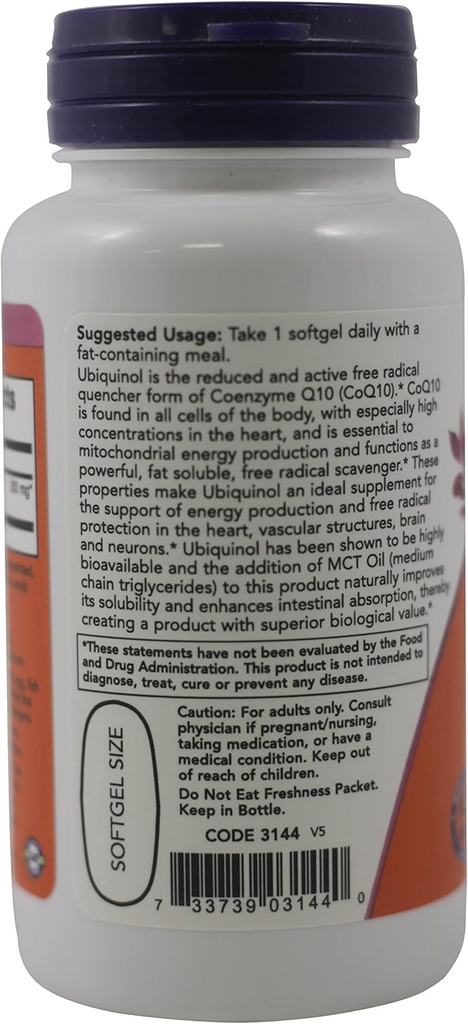 Suggested Usage: Take 1 softgel daily with a
fat-containing meal.
Ubiquinol is the reduced and active free radical
quencher form of Coenzyme Q10 (CoQ10).* CoQ10
is found in all cells of the body, with especially high
concentrations in the heart, and is essential to
mitochondrial energy production and functions as a
powerful, fat soluble, free radical scavenger.* These
properties make Ubiquinol an ideal supplement for
the support of energy production and free radical
protection in the heart, vascular structures, brain
and neurons.* Ubiquinol has been shown to be highly
bioavailable and the addition of MCT Oil (medium
chain triglycerides) to this product naturally improves
its solubility and enhances intestinal absorption, thereby
creating a product with superior biological value.*
*These statements have not been evaluated by the Food
and Drug Administration. This product is not intended to
diagnose, treat, cure or prevent any disease.
SOFTGEL SIZE
Caution: For adults only. Consult
physician if pregnant/nursing,
taking medication, or have a
medical condition. Keep out
of reach of children.
Do Not Eat Freshness Packet.
Keep in Bottle.
CODE 3144 V5
7 33739 03144 0